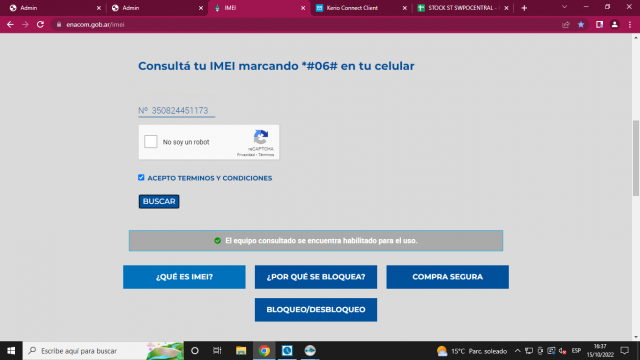 Admin
Admin
IMEI
Kerio Connect Client
STOCK ST SWPOCENTRAL -
enacom.gob.ar/imei
Consultá tu IMEI marcando *#06# en tu celular
Nº 350824451173
No soy un robot
reCAPTCHA
Privacidad - Términos
ACEPTO TERMINOS Y CONDICIONES
BUSCAR
El equipo consultado se encuentra habilitado para el uso.
¿QUÉ ES IMEI?
¿POR QUÉ SE BLOQUEA?
COMPRA SEGURA
BLOQUEO/DESBLOQUEO
Escribe aquí para buscar
15°C Parc. soleado
ESP
16:37
15/10/2022